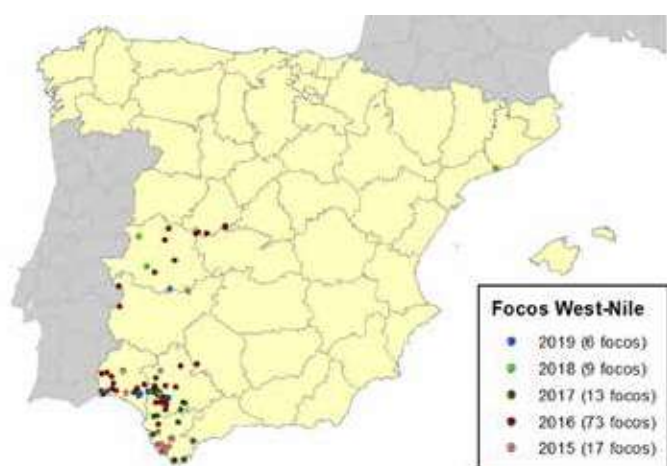 Focos West-Nile
2019 (6 focos)
2018 (9 focos)
2017 (13 focos)
2016 (73 focos)
2015 (17 focos)